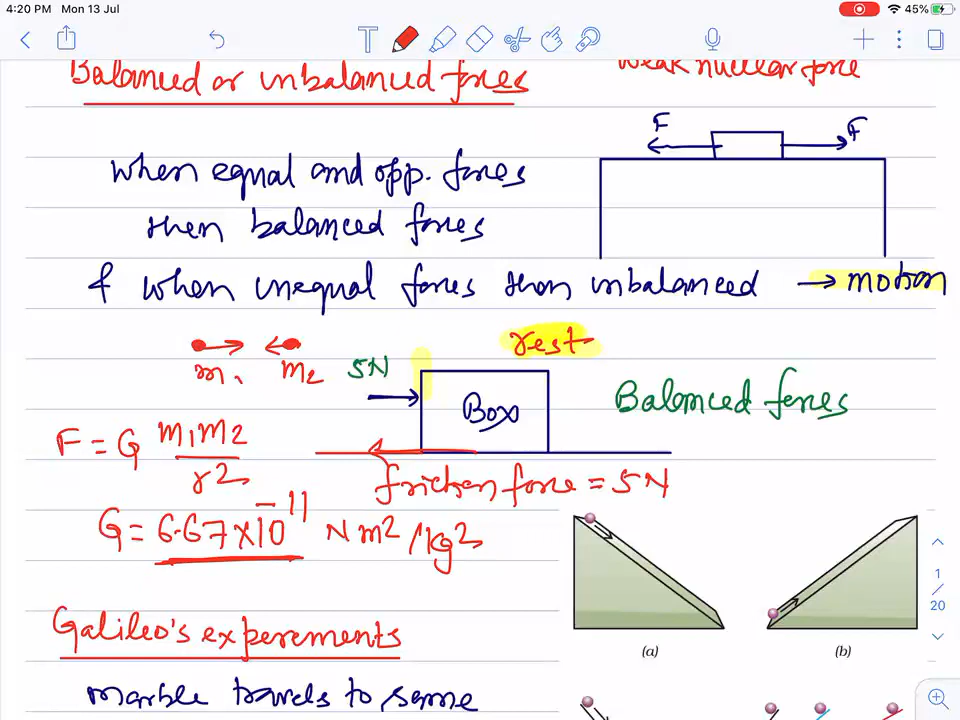 4:20 PM Mon 13 Jul
45%
T
Balanced or unbalanced forces
weak nuclear force
F
F
when equal and opp. forces
then balanced forces
& when unequal forces then unbalanced → motion
rest
m1
m2
5N
Box
Balanced forces
F = G m1m2 / r2
friction force = 5N
G = 6.67×10^-11 Nm2/kg2
1
/
20
Galileo's experements
(a)
(b)
marble travels to same